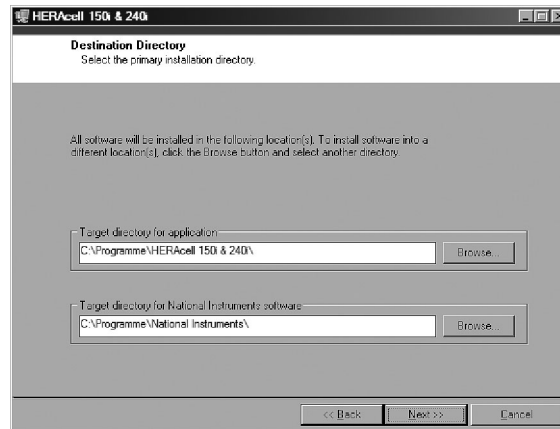 HERAcell 150i & 240i
Destination Directory
Select the primary installation directory.
All software will be installed in the following location(s). To install software into a
different location(s), click the Browse button and select another directory.
Target directory for application
C:\Programme\HERAcell 150i & 240i\
Browse...
Target directory for National Instruments software
C:\Programme\National Instruments\
Browse...
<< Back
Next >>
Cancel